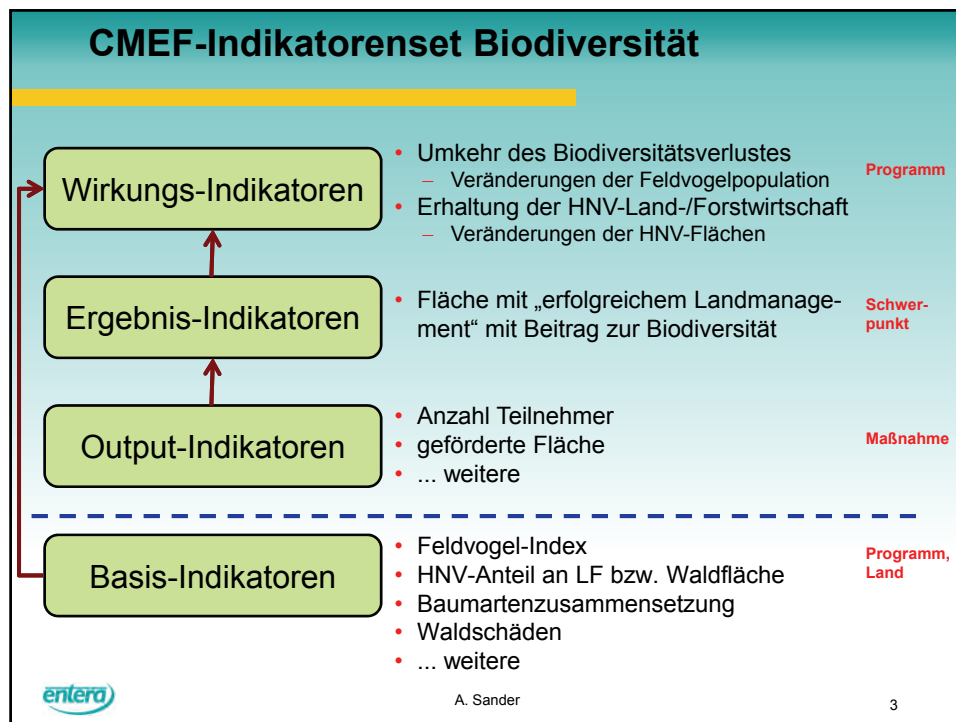 CMEF-Indikatorenset Biodiversität
Wirkungs-Indikatoren
• Umkehr des Biodiversitätsverlustes
– Veränderungen der Feldvogelpopulation
• Erhaltung der HNV-Land-/Forstwirtschaft
– Veränderungen der HNV-Flächen
Programm
Ergebnis-Indikatoren
• Fläche mit „erfolgreichem Landmanage-
ment“ mit Beitrag zur Biodiversität
Schwer-
punkt
Output-Indikatoren
• Anzahl Teilnehmer
• geförderte Fläche
• ... weitere
Maßnahme
Basis-Indikatoren
• Feldvogel-Index
• HNV-Anteil an LF bzw. Waldfläche
• Baumartenzusammensetzung
• Waldschäden
• ... weitere
Programm,
Land
entera
A. Sander
3